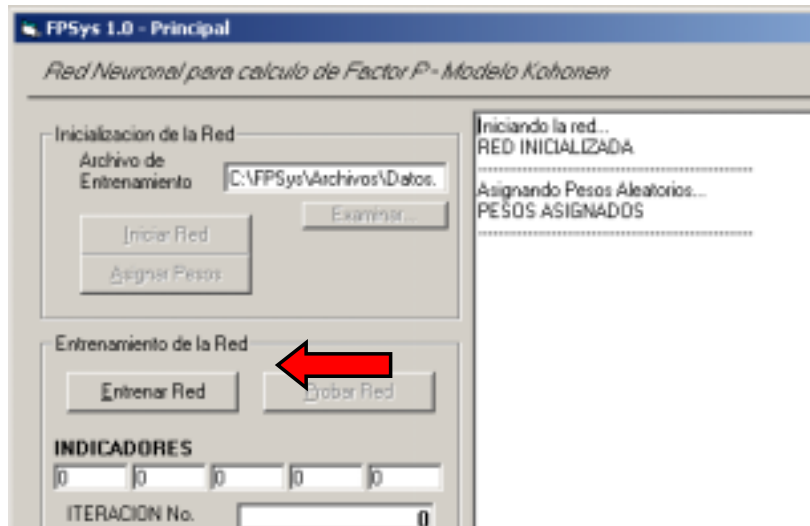 FPSys 1.0 - Principal
Red Neuronal para calculo de Factor P - Modelo Kohonen
Inicializacion de la Red
Archivo de
Entrenamiento
C:\FPSys\Archivos\Datos.
Examinar...
Iniciar Red
Asignar Pesos
Entrenamiento de la Red
Entrenar Red
Probar Red
INDICADORES
0 0 0 0 0
ITERACION No.
0
Iniciando la red...
RED INICIALIZADA
Asignando Pesos Aleatorios...
PESOS ASIGNADOS